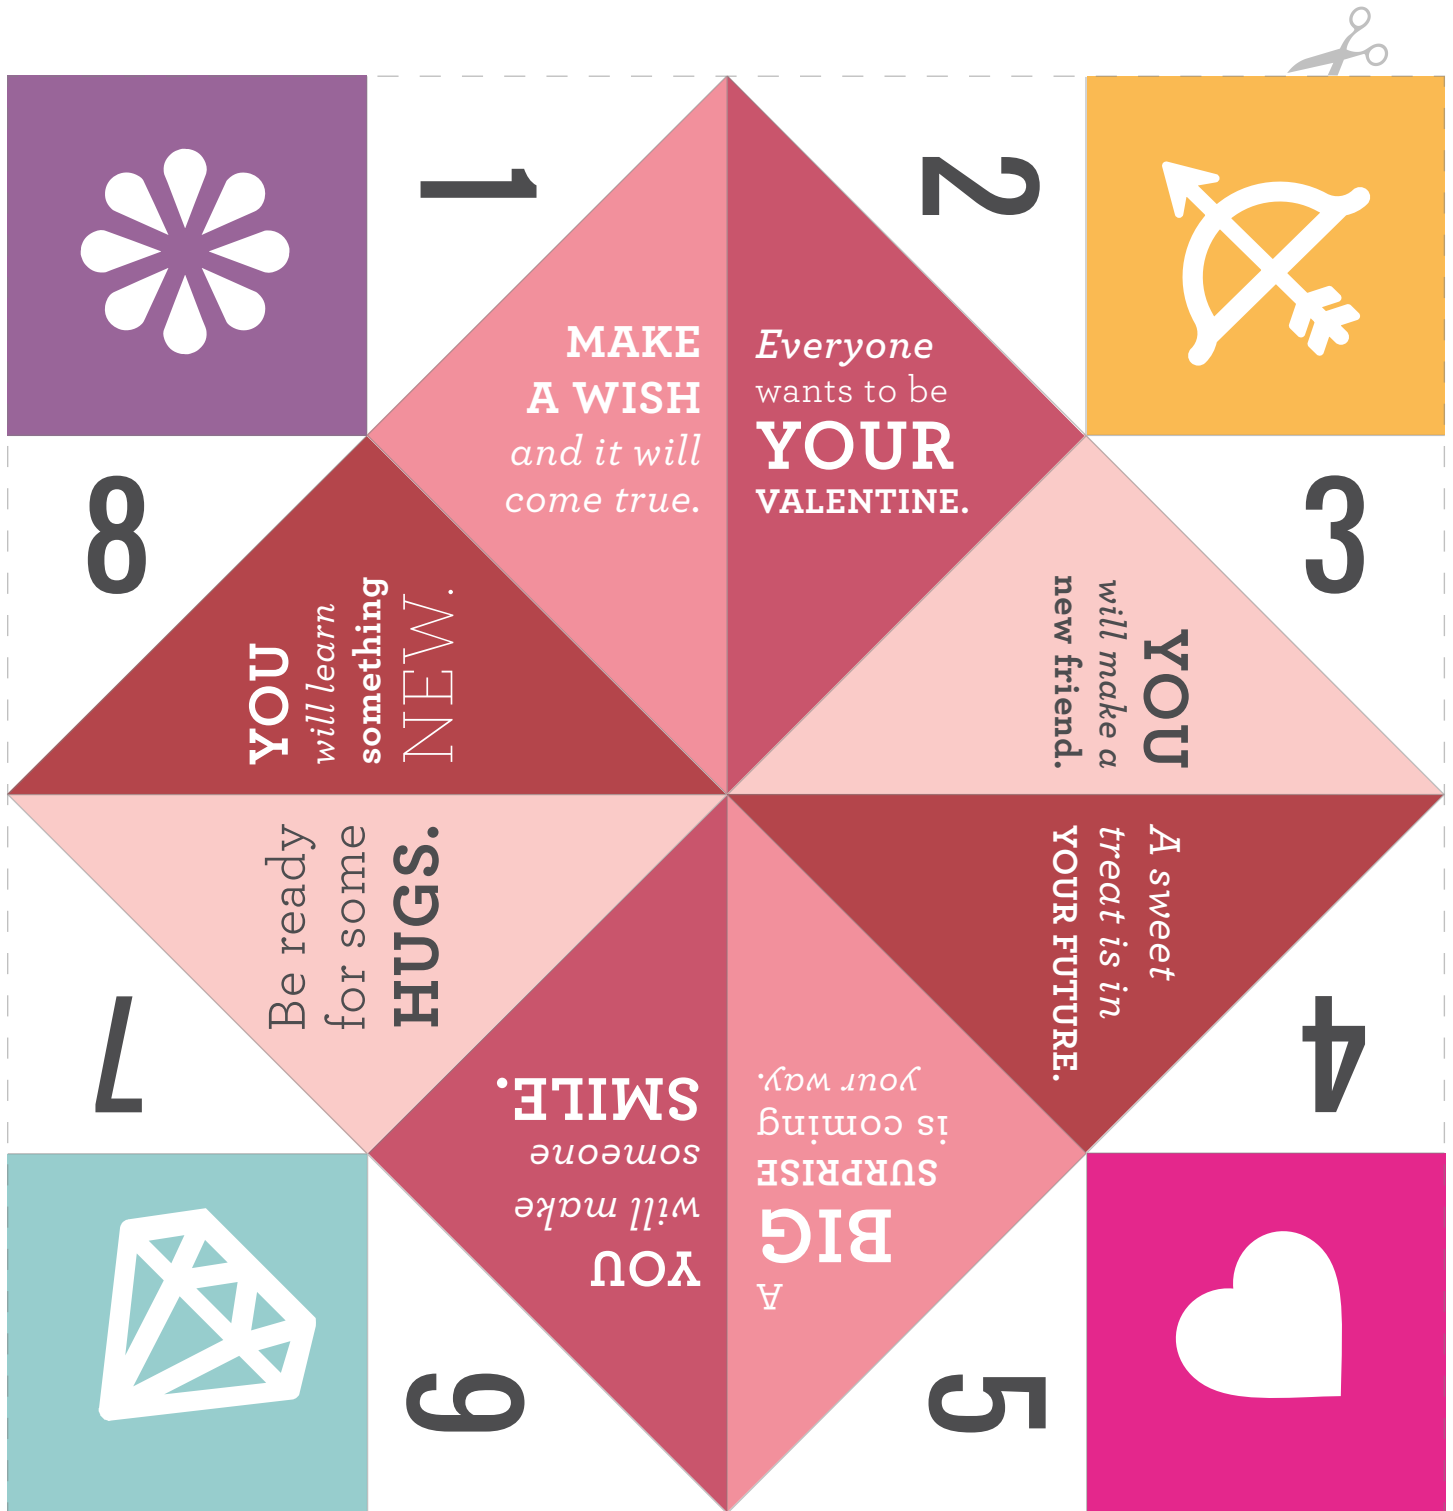 1
2
MAKE
A WISH
and it will
come true.
Everyone
wants to be
YOUR
VALENTINE.
3
YOU
will make a
new friend.
4
A sweet
treat is in
YOUR FUTURE.
5
A
BIG
SURPRISE
is coming
your way.
6
YOU
will make
someone
SMILE.
7
Be ready
for some
HUGS.
8
YOU
will learn
something
NEW.